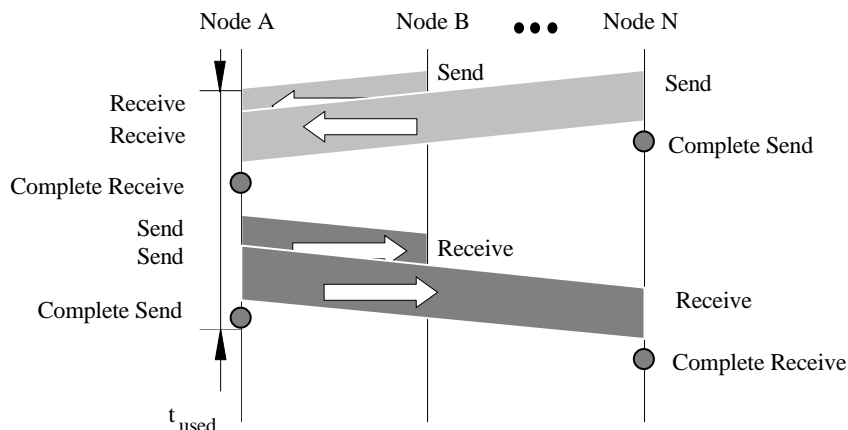 Node A
Node B
Node N
Send
Send
Receive
Receive
Complete Send
Complete Receive
Send
Send
Receive
Receive
Complete Send
Complete Receive
t used